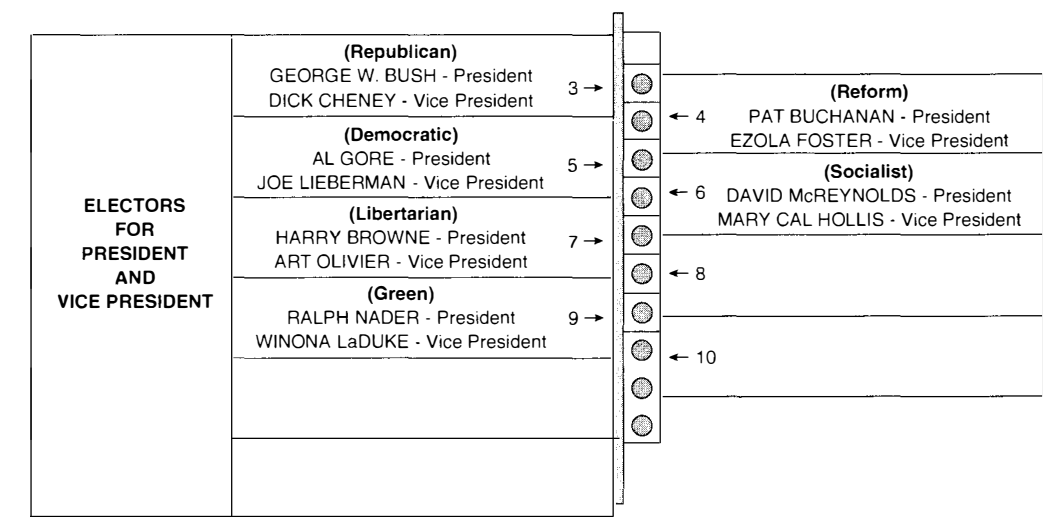 ELECTORS
FOR
PRESIDENT
AND
VICE PRESIDENT
(Republican)
GEORGE W. BUSH - President
DICK CHENEY - Vice President
3 →
(Democratic)
AL GORE - President
JOE LIEBERMAN - Vice President
5 →
(Libertarian)
HARRY BROWNE - President
ART OLIVIER - Vice President
7 →
(Green)
RALPH NADER - President
WINONA LaDUKE - Vice President
9 →
← 4
(Reform)
PAT BUCHANAN - President
EZOLA FOSTER - Vice President
← 6
(Socialist)
DAVID McREYNOLDS - President
MARY CAL HOLLIS - Vice President
← 8
← 10